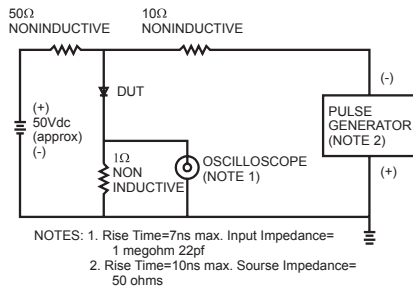 50Ω
NONINDUCTIVE
10Ω
NONINDUCTIVE
(+)
50Vdc
(approx)
(-)
DUT
1Ω
NON
INDUCTIVE
OSCILLOSCOPE
(NOTE 1)
(-)
PULSE
GENERATOR
(NOTE 2)
(+)
NOTES: 1. Rise Time=7ns max. Input Impedance=
1 megohm 22pf
2. Rise Time=10ns max. Sourse Impedance=
50 ohms